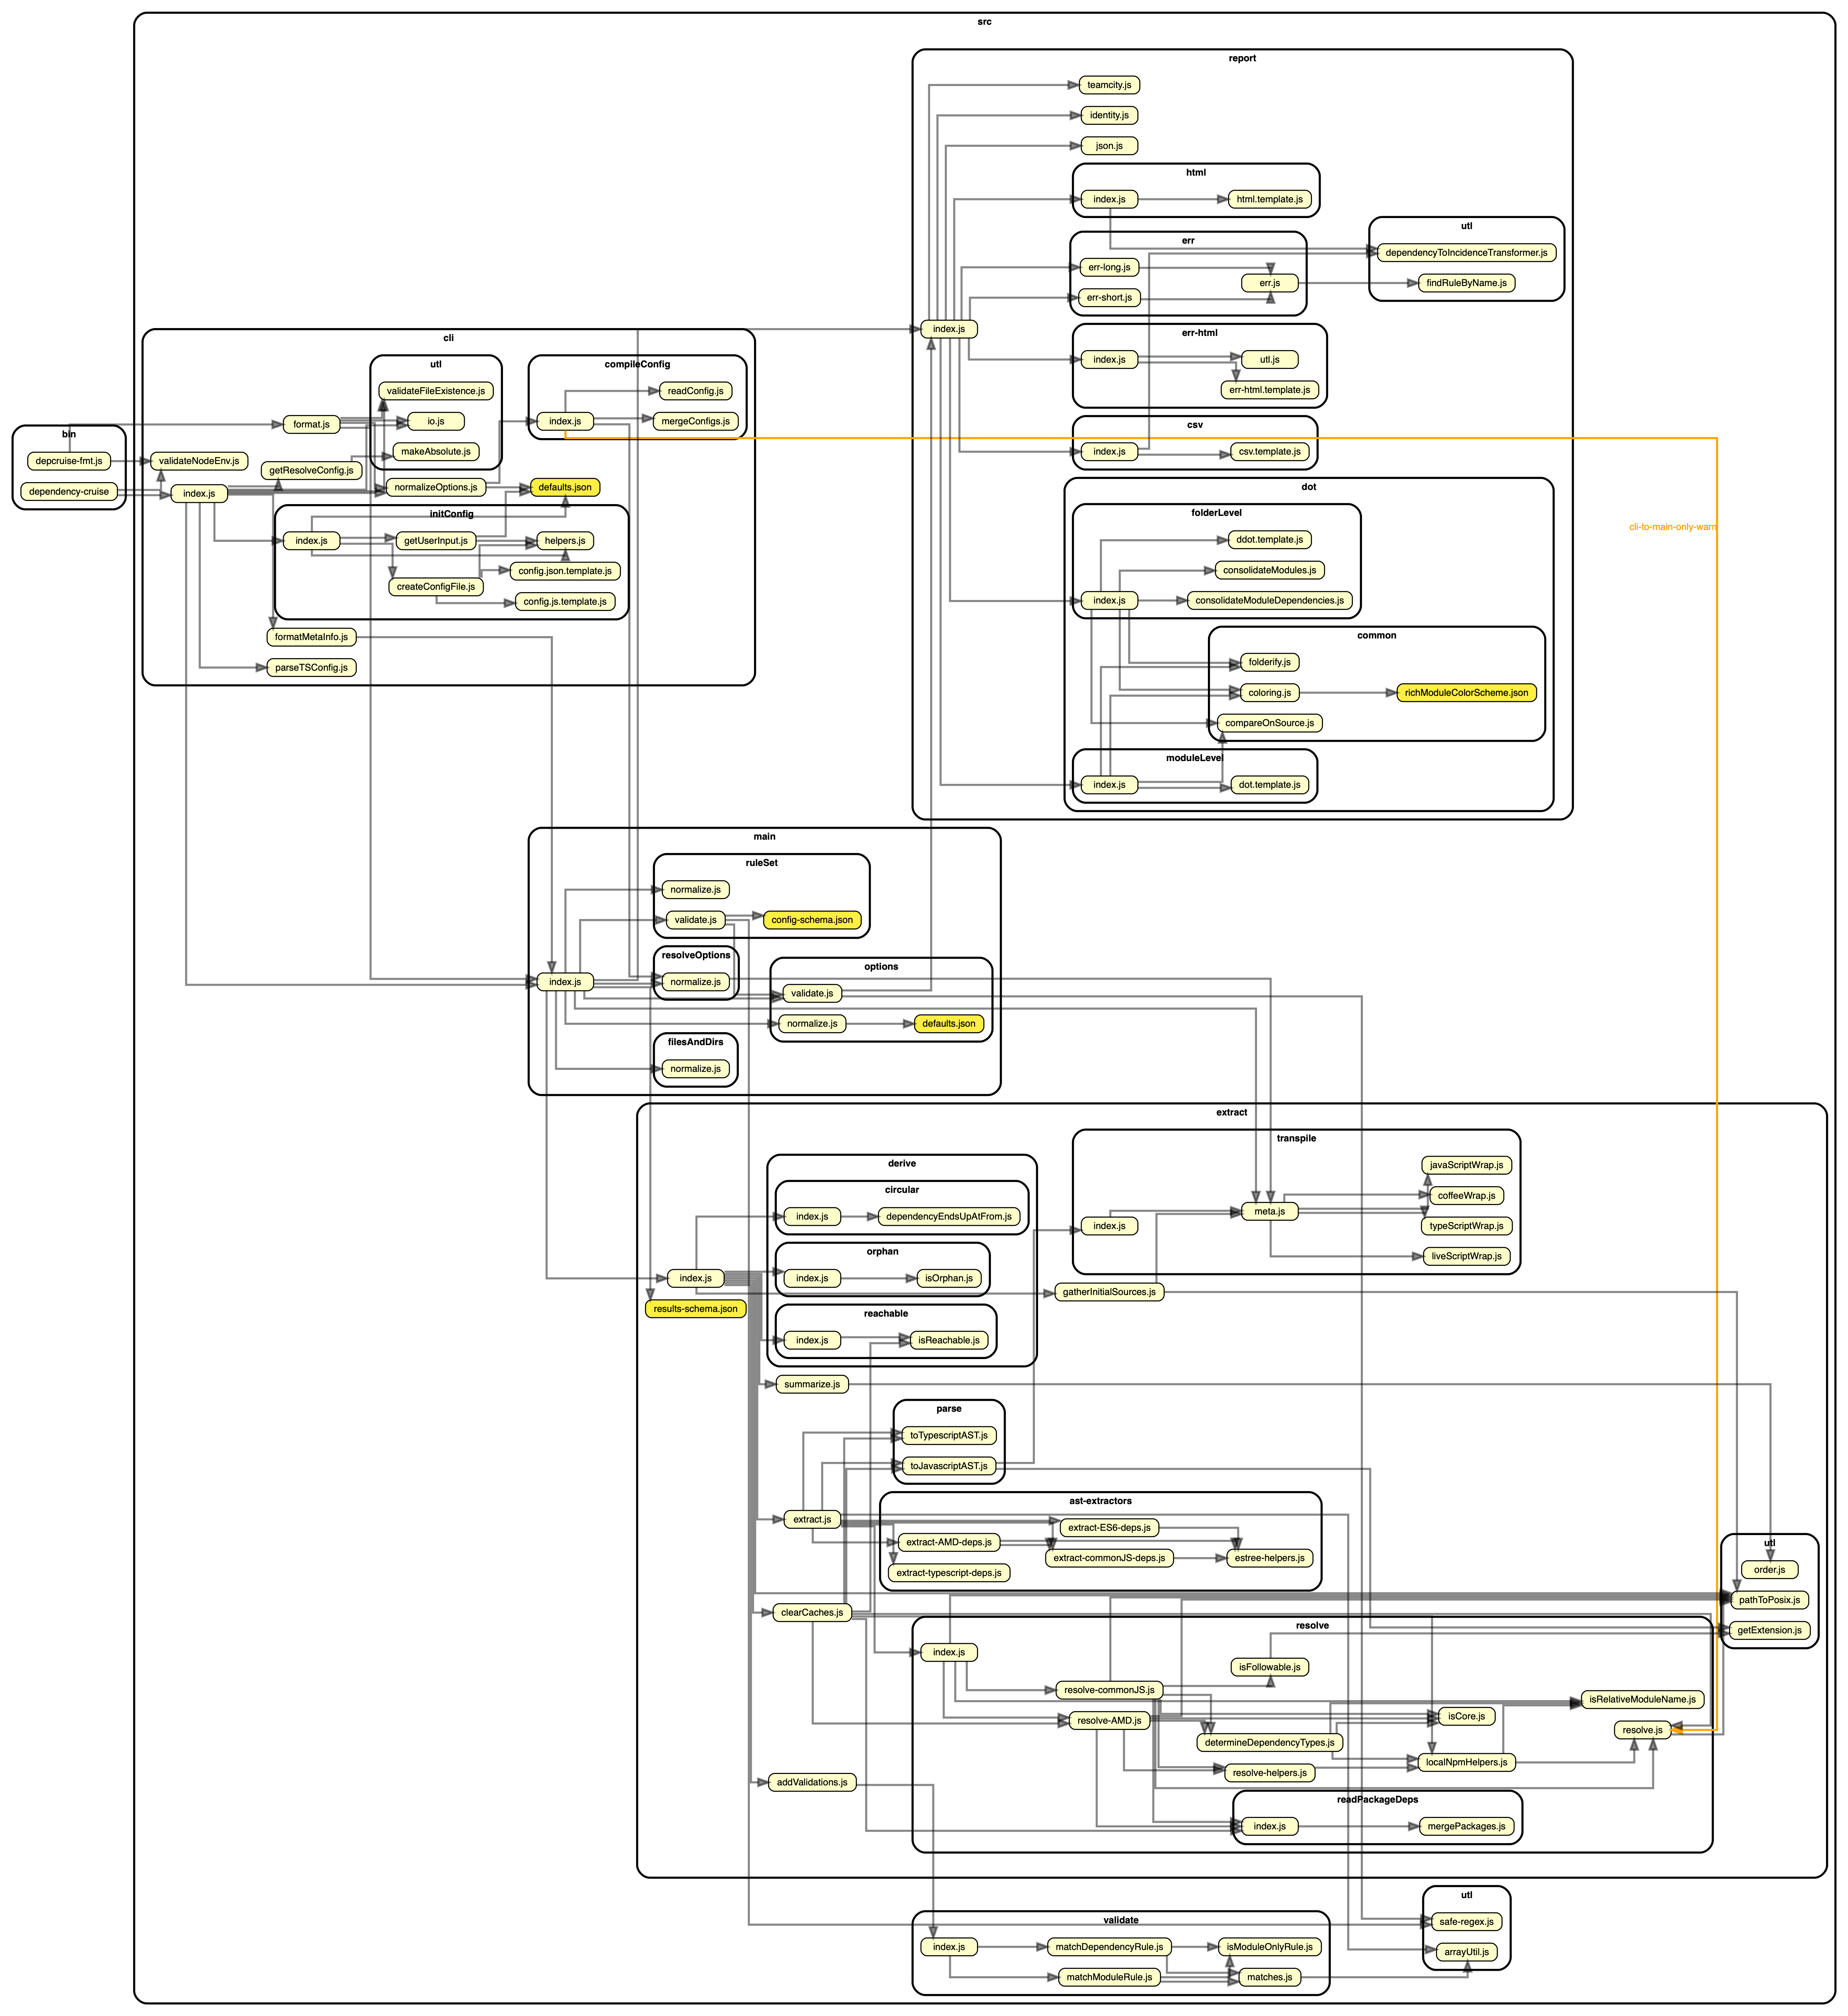 src
report
teamcity.js
identity.js
json.js
html
index.js
html.template.js
utl
dependencyToIncidenceTransformer.js
findRuleByName.js
err
err-long.js
err.js
err-short.js
index.js
err-html
index.js
utl.js
err-html.template.js
csv
index.js
csv.template.js
dot
folderLevel
ddot.template.js
consolidateModules.js
index.js
consolidateModuleDependencies.js
common
folderify.js
coloring.js
richModuleColorScheme.json
compareOnSource.js
moduleLevel
index.js
dot.template.js
cli
utl
validateFileExistence.js
io.js
makeAbsolute.js
compileConfig
readConfig.js
index.js
mergeConfigs.js
format.js
bin
depcruise-fmt.js
dependency-cruise
validateNodeEnv.js
getResolveConfig.js
index.js
normalizeOptions.js
defaults.json
initConfig
index.js
getUserInput.js
helpers.js
config.json.template.js
createConfigFile.js
config.js.template.js
formatMetaInfo.js
parseTSConfig.js
cli-to-main-only-warn
main
ruleSet
normalize.js
validate.js
config-schema.json
resolveOptions
index.js
normalize.js
options
validate.js
normalize.js
defaults.json
filesAndDirs
normalize.js
extract
transpile
javaScriptWrap.js
coffeeWrap.js
meta.js
index.js
typeScriptWrap.js
liveScriptWrap.js
derive
circular
index.js
dependencyEndsUpAtFrom.js
orphan
index.js
isOrphan.js
reachable
index.js
isReachable.js
index.js
results-schema.json
gatherInitialSources.js
summarize.js
parse
toTypescriptAST.js
toJavascriptAST.js
extract.js
ast-extractors
extract-ES6-deps.js
extract-AMD-deps.js
extract-commonJS-deps.js
estree-helpers.js
extract-typescript-deps.js
utl
order.js
pathToPosix.js
getExtension.js
clearCaches.js
resolve
index.js
isFollowable.js
resolve-commonJS.js
isRelativeModuleName.js
resolve-AMD.js
isCore.js
resolve.js
determineDependencyTypes.js
localNpmHelpers.js
resolve-helpers.js
addValidations.js
readPackageDeps
index.js
mergePackages.js
utl
safe-regex.js
arrayUtil.js
validate
index.js
matchDependencyRule.js
isModuleOnlyRule.js
matchModuleRule.js
matches.js